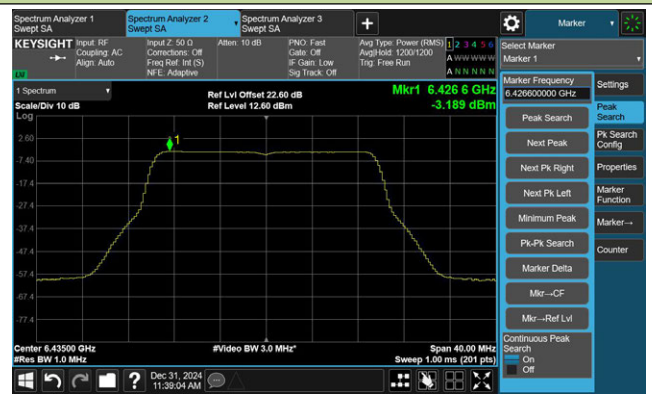 Spectrum Analyzer 1
Swept SA
Spectrum Analyzer 2
Swept SA
Spectrum Analyzer 3
Swept SA
+
Marker
KEYSIGHT
Input: RF
Coupling: AC
Align: Auto
Input Z: 50 Ω
Corrections: Off
Freq Ref: Int (S)
NFE: Adaptive
Atten: 10 dB
PNO: Fast
Gate: Off
IF Gain: Low
Sig Track: Off
Avg Type: Power (RMS)
Avg|Hold: 1200/1200
Trig: Free Run
1 2 3 4 5 6
A W W W W W
A N N N N N
LW
Select Marker
Marker 1
1 Spectrum
Scale/Div 10 dB
Log
Ref Lvl Offset 22.60 dB
Ref Level 12.60 dBm
Mkr1 6.426 6 GHz
-3.189 dBm
1
2.60
-7.40
-17.4
-27.4
-37.4
-47.4
-57.4
-67.4
-77.4
Center 6.43500 GHz
#Res BW 1.0 MHz
#Video BW 3.0 MHz*
Span 40.00 MHz
Sweep 1.00 ms (201 pts)
Marker Frequency
6.426600000 GHz
Peak Search
Next Peak
Next Pk Right
Next Pk Left
Minimum Peak
Pk-Pk Search
Marker Delta
Mkr→CF
Mkr→Ref Lvl
Continuous Peak
Search
On
Off
Settings
Peak
Search
Pk Search
Config
Properties
Marker
Function
Marker→
Counter
?
Dec 31, 2024
11:39:04 AM